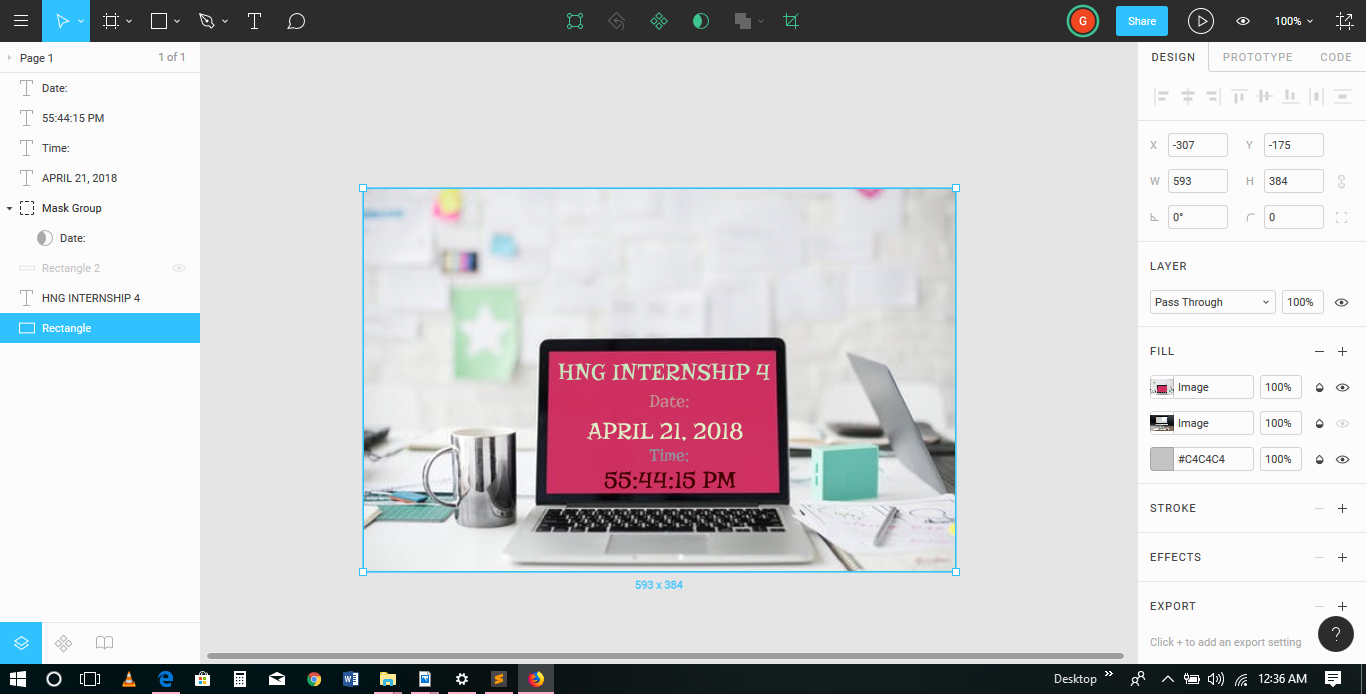 G
Share
100%
Page 1
1 of 1
Date:
55:44:15 PM
Time:
APRIL 21, 2018
Mask Group
Date:
Rectangle 2
HNG INTERNSHIP 4
Rectangle
HNG INTERNSHIP 4
Date:
APRIL 21, 2018
Time:
55:44:15 PM
593 x 384
DESIGN PROTOTYPE CODE
X -307 Y -175
W 593 H 384
0° 0
LAYER
Pass Through 100%
FILL
Image 100%
Image 100%
#C4C4C4 100%
STROKE
EFFECTS
EXPORT
Click + to add an export setting
?
Desktop
12:36 AM